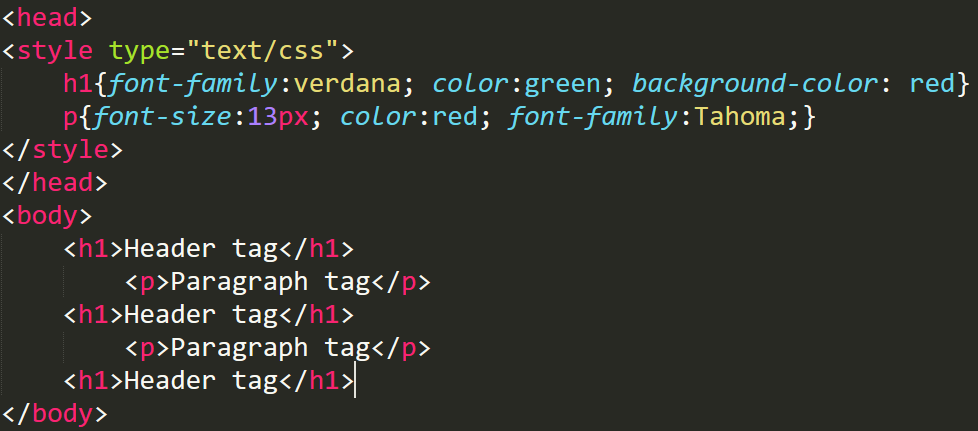 <head>
<style type="text/css">
    h1{font-family:verdana; color:green; background-color: red}
    p{font-size:13px; color:red; font-family:Tahoma;}
</style>
</head>
<body>
    <h1>Header tag</h1>
        <p>Paragraph tag</p>
    <h1>Header tag</h1>
        <p>Paragraph tag</p>
    <h1>Header tag</h1>
</body>